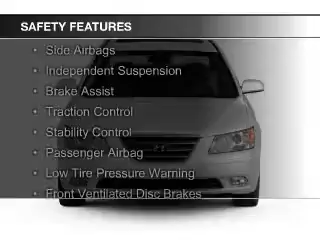 SAFETY FEATURES
• Side Airbags
• Independent Suspension
• Brake Assist
• Traction Control
• Stability Control
• Passenger Airbag
• Low Tire Pressure Warning
• Front Ventilated Disc Brakes